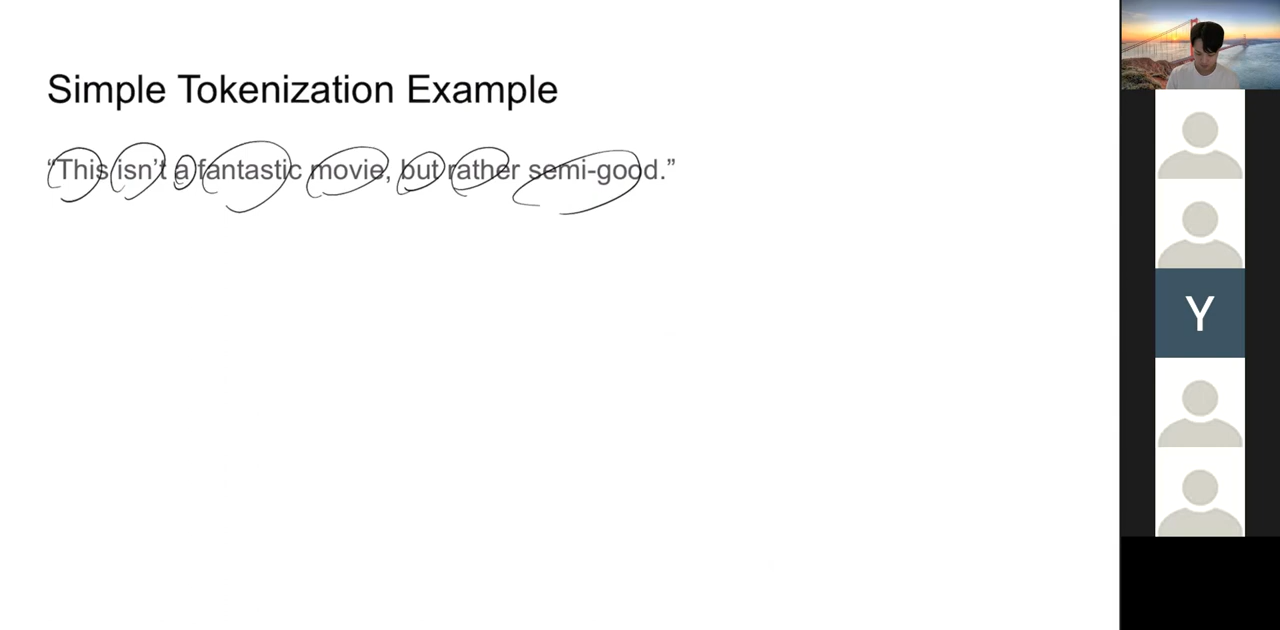 Simple Tokenization Example
“This isn’t a fantastic movie, but rather semi-good.”
Y